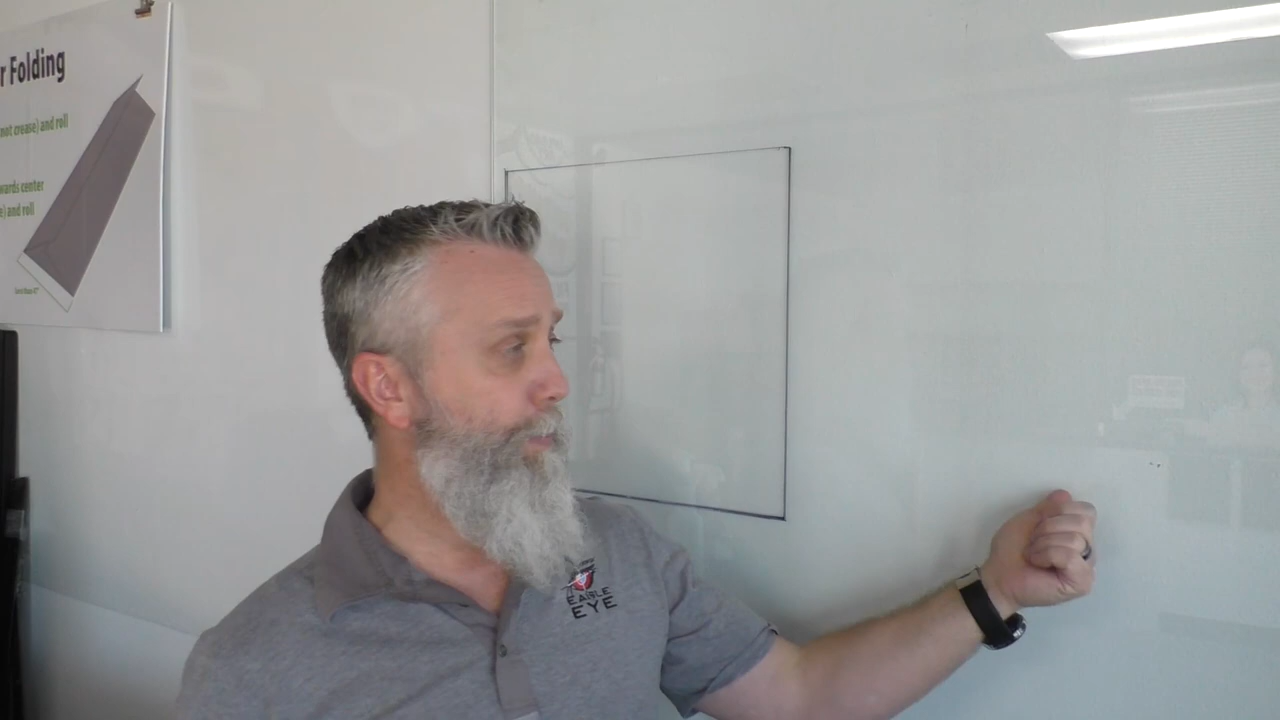 r Folding
not crease) and roll
wards center
e) and roll
EAGLE
EYE